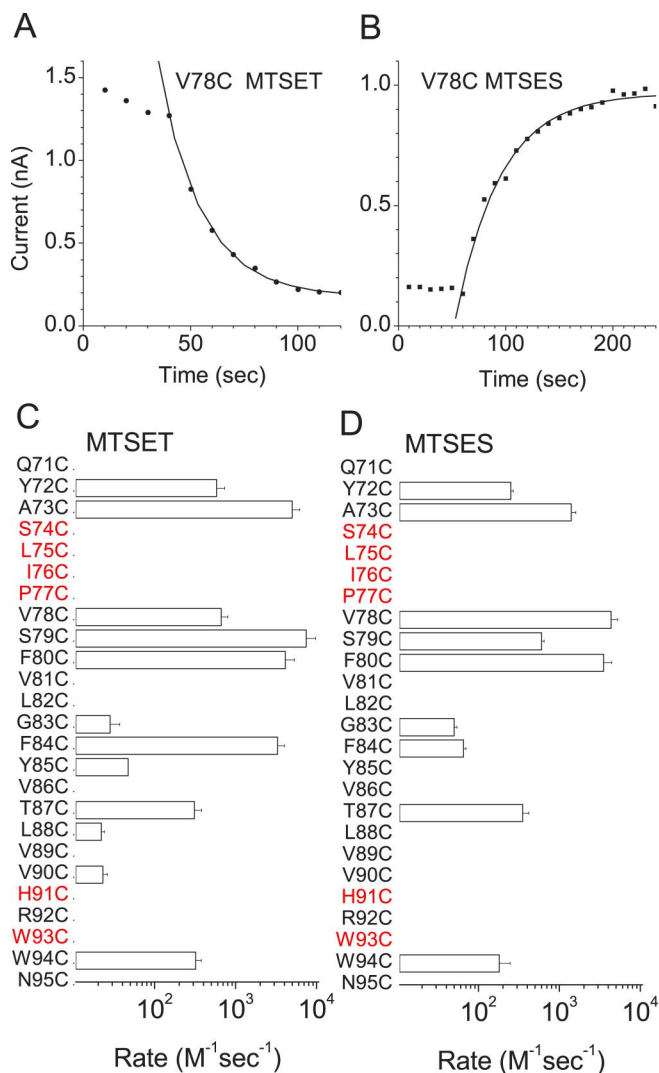 A
B
V78C MTSET
V78C MTSES
Current (nA)
1.5
1.0
0.5
0.0
50
100
1.0
0.5
0.0
0
100
200
Time (sec)
Time (sec)
C
D
MTSET
MTSES
Q71C
Y72C
A73C
S74C
L75C
I76C
P77C
V78C
S79C
F80C
V81C
L82C
G83C
F84C
Y85C
V86C
T87C
L88C
V89C
V90C
H91C
R92C
W93C
W94C
N95C
10²
10³
10⁴
Rate (M⁻¹sec⁻¹)
Q71C
Y72C
A73C
S74C
L75C
I76C
P77C
V78C
S79C
F80C
V81C
L82C
G83C
F84C
Y85C
V86C
T87C
L88C
V89C
V90C
H91C
R92C
W93C
W94C
N95C
10²
10³
10⁴
Rate (M⁻¹sec⁻¹)